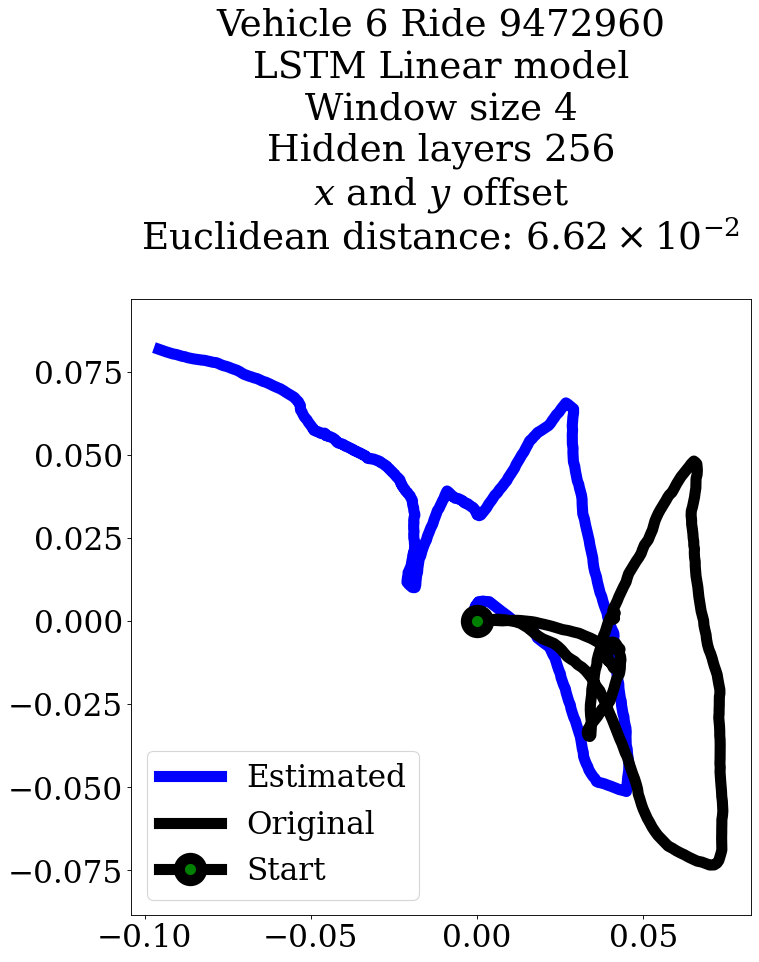 Vehicle 6 Ride 9472960
LSTM Linear model
Window size 4
Hidden layers 256
x and y offset
Euclidean distance: 6.62 × 10⁻²
0.075
0.050
0.025
0.000
−0.025
−0.050
−0.075
Estimated
Original
Start
−0.10
−0.05
0.00
0.05